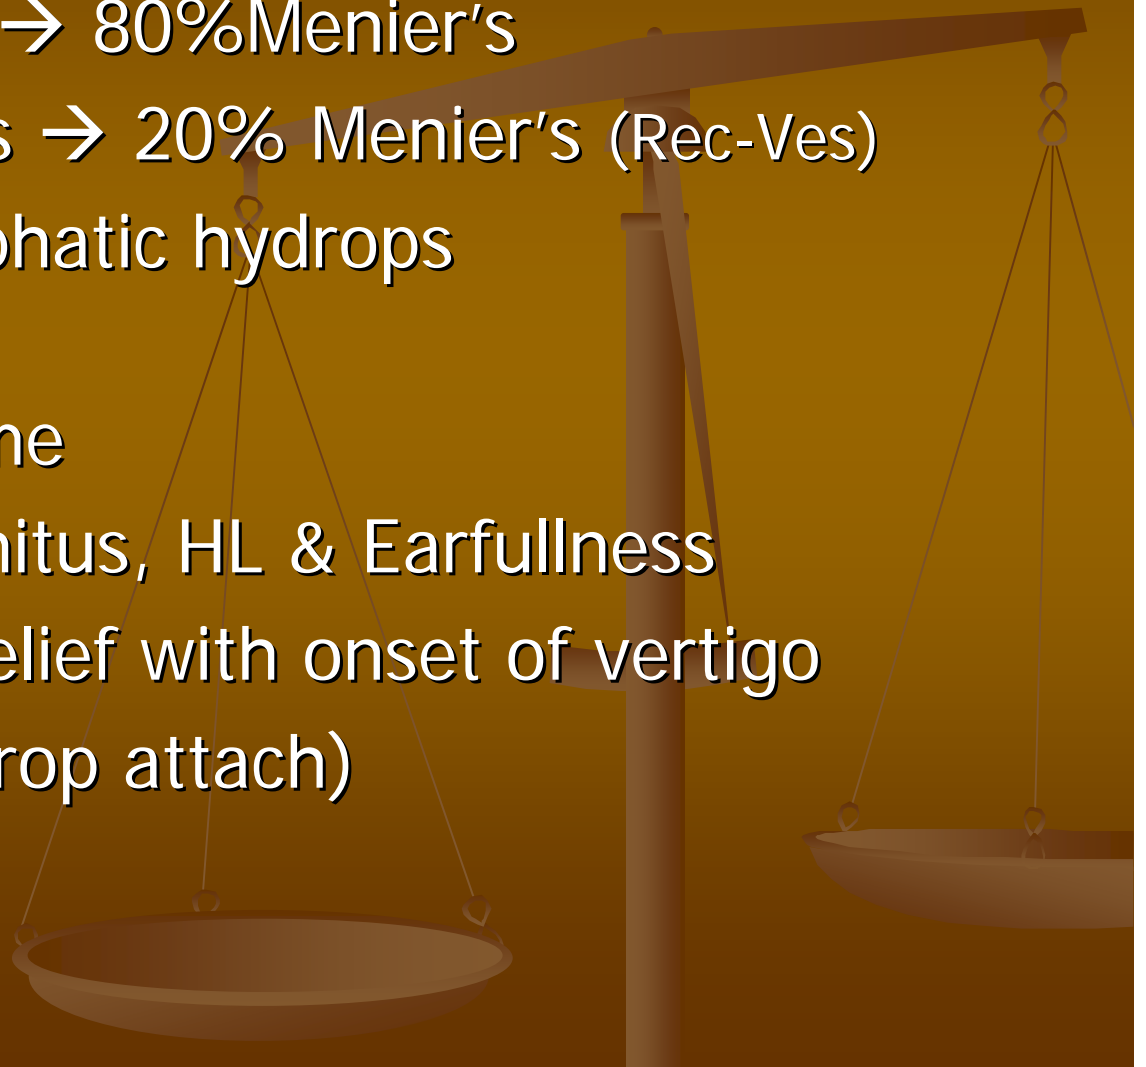 → 80%Menier's
s → 20% Menier's (Rec-Ves)
phatic hydrops
ne
nitus, HL & Earfullness
elief with onset of vertigo
rop attach)